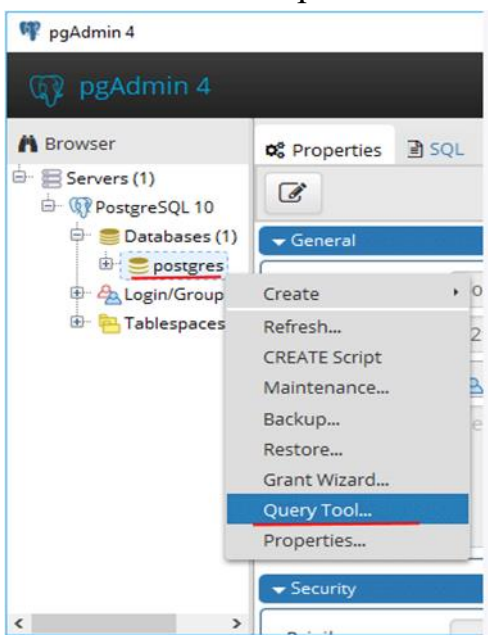 pgAdmin 4
pgAdmin 4
Browser
Properties SQL
Servers (1)
PostgreSQL 10
Databases (1)
postgres
Login/Group
Tablespaces
General
Create
Refresh...
CREATE Script
Maintenance...
Backup...
Restore...
Grant Wizard...
Query Tool...
Properties...
Security